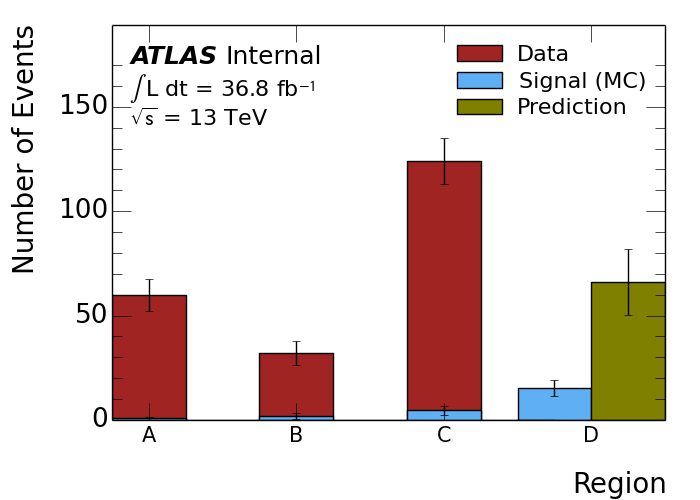 ATLAS Internal
∫L dt = 36.8 fb⁻¹
√s = 13 TeV
Data
Signal (MC)
Prediction
Number of Events
150
100
50
0
A B C D
Region